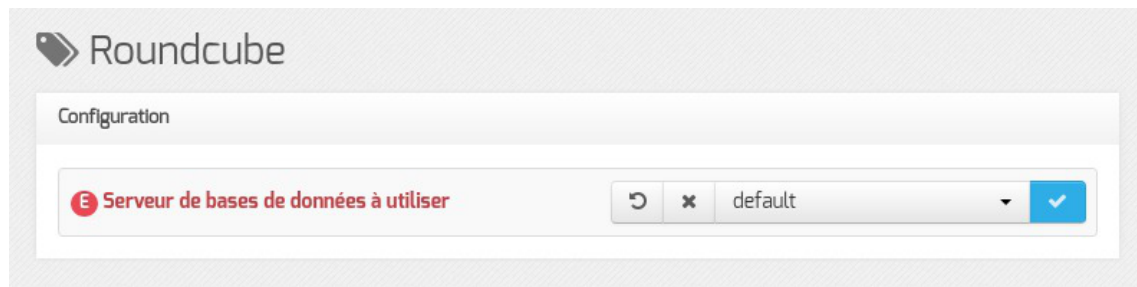 Roundcube
Configuration
E Serveur de bases de données à utiliser default